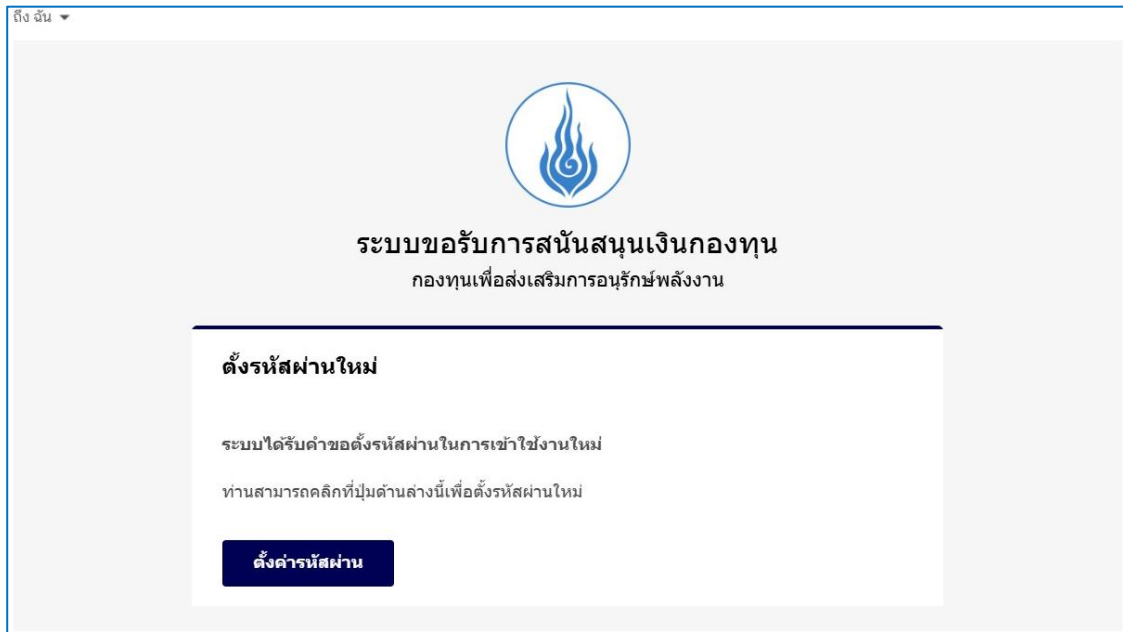 ถึง ฉัน
ระบบขอรับการสนันสนุนเงินกองทุน
กองทุนเพื่อส่งเสริมการอนุรักษ์พลังงาน
ตั้งรหัสผ่านใหม่
ระบบได้รับคำขอตั้งรหัสผ่านในการเข้าใช้งานใหม่
ท่านสามารถคลิกที่ปุ่มด้านล่างนี้เพื่อตั้งรหัสผ่านใหม่
ตั้งค่ารหัสผ่าน